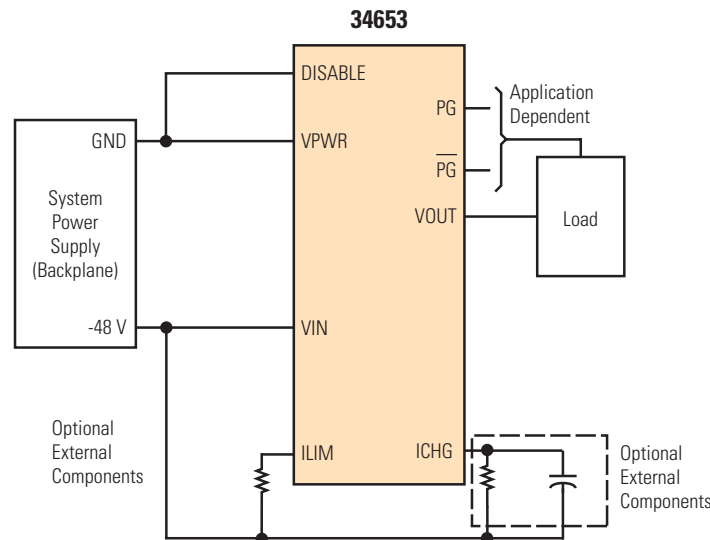 34653
DISABLE
PG
Application
Dependent
GND
VPWR
PG
System
Power
Supply
(Backplane)
VOUT
Load
-48 V
VIN
Optional
External
Components
ILIM
ICHG
Optional
External
Components